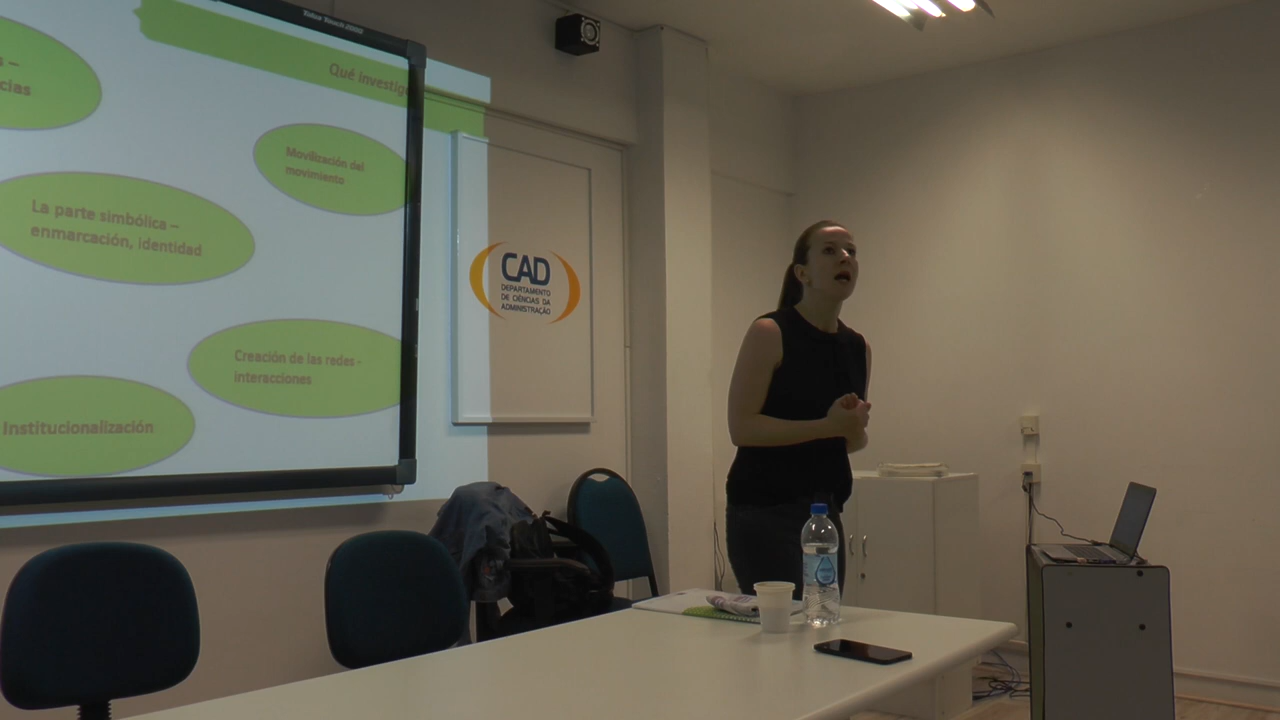 Qué investig
s –
cias
Movilización del
movimiento
La parte simbólica –
enmarcación, identidad
Creación de las redes -
interacciones
Institucionalización
CAD
DEPARTAMENTO
DE CIÊNCIAS DA
ADMINISTRAÇÃO